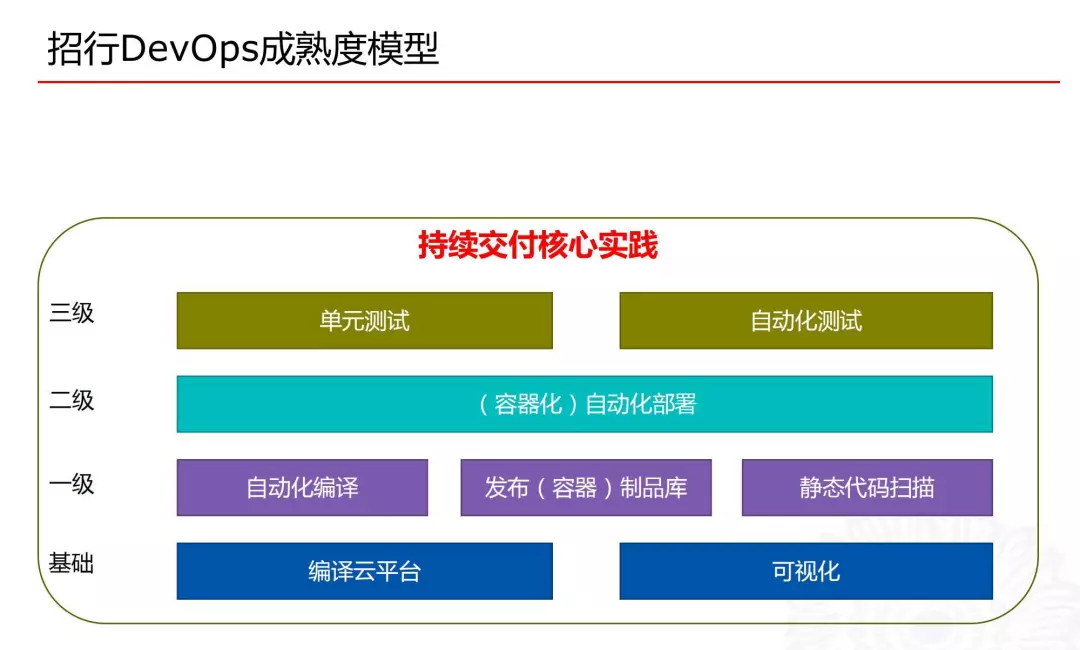 招行DevOps成熟度模型
持续交付核心实践
三级
单元测试
自动化测试
二级
（容器化）自动化部署
一级
自动化编译
发布（容器）制品库
静态代码扫描
基础
编译云平台
可视化